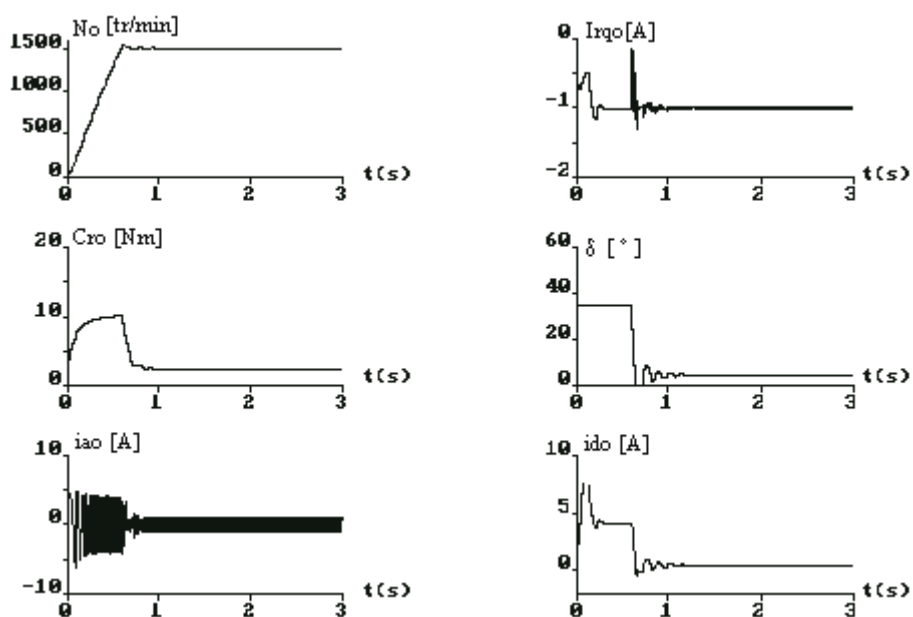 No [tr/min]
1500
1000
500
0
0 1 2 3
t(s)
Irqo[A]
0
-1
-2
0 1 2 3
t(s)
Cro [Nm]
20
10
0
0 1 2 3
t(s)
δ [°]
60
40
20
0
0 1 2 3
t(s)
iao [A]
10
0
-10
0 1 2 3
t(s)
ido [A]
10
5
0
0 1 2 3
t(s)